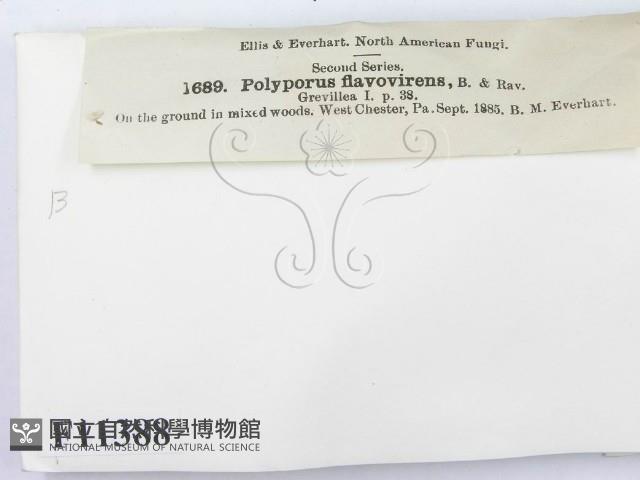 Ellis & Everhart. North American Fungi.
Second Series.
1689. Polyporus flavovirens, B. & Rav.
Grevillea I. p. 38.
On the ground in mixed woods. West Chester, Pa. Sept. 1885. B. M. Everhart.
B
F11388
國立自然科學博物館
NATIONAL MUSEUM OF NATURAL SCIENCE